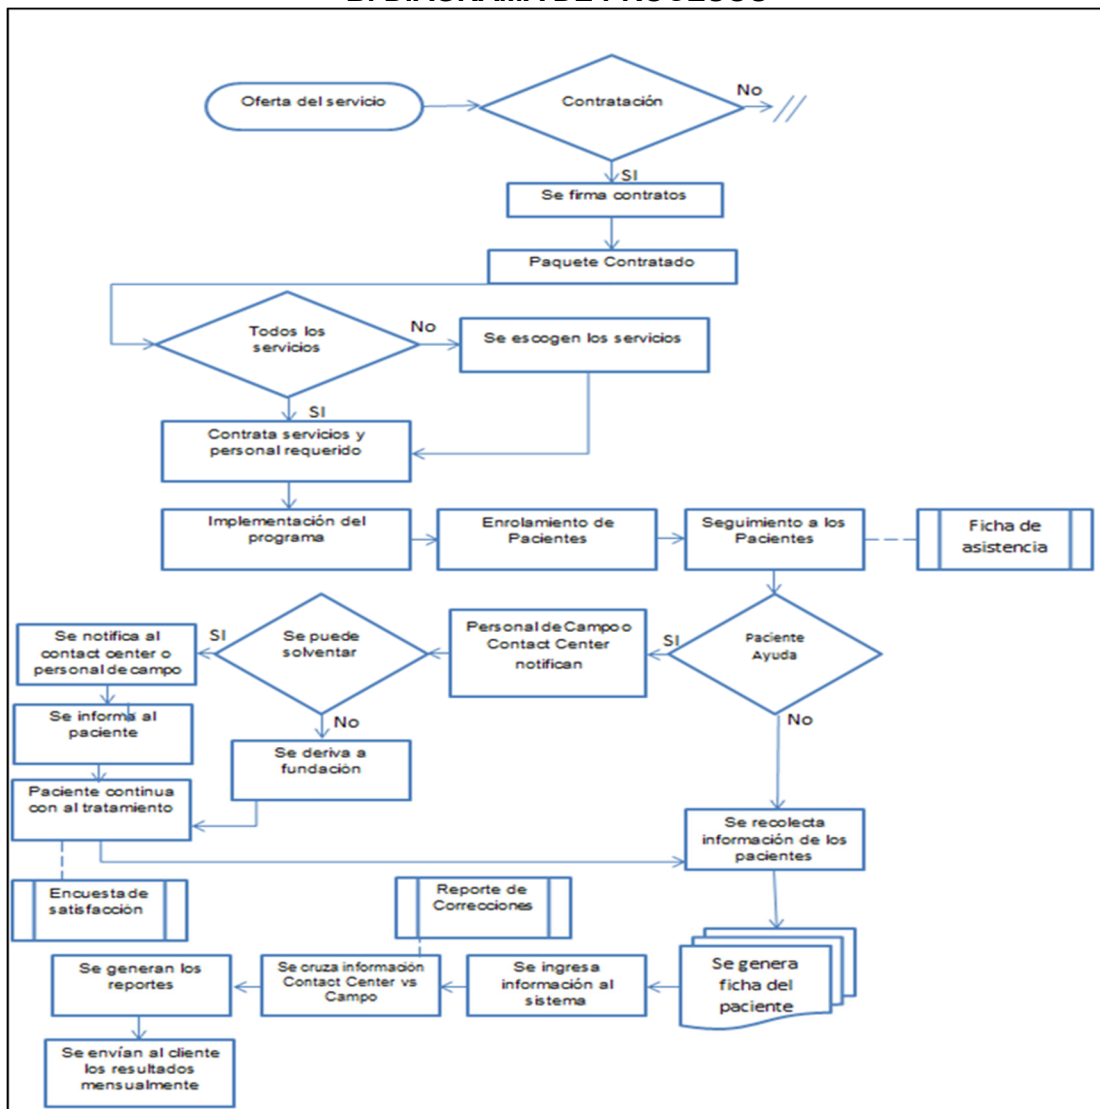 Oferta del servicio
Contratación
No
SI
Se firma contratos
Paquete Contratado
Todos los
servicios
No
Se escogen los servicios
SI
Contrata servicios y
personal requerido
Implementación del
programa
Enrolamiento de
Pacientes
Seguimiento a los
Pacientes
Ficha de
asistencia
Paciente
Ayuda
SI
Personal de Campo o
Contact Center
notifican
Se puede
solventar
SI
Se notifica al
contact center o
personal de campo
Se informa al
paciente
No
Se deriva a
fundación
Paciente continua
con al tratamiento
No
Se recolecta
información de los
pacientes
Encuesta de
satisfacción
Reporte de
Correcciones
Se genera
ficha del
paciente
Se ingresa
información al
sistema
Se cruza información
Contact Center vs
Campo
Se generan los
reportes
Se envían al cliente
los resultados
mensualmente